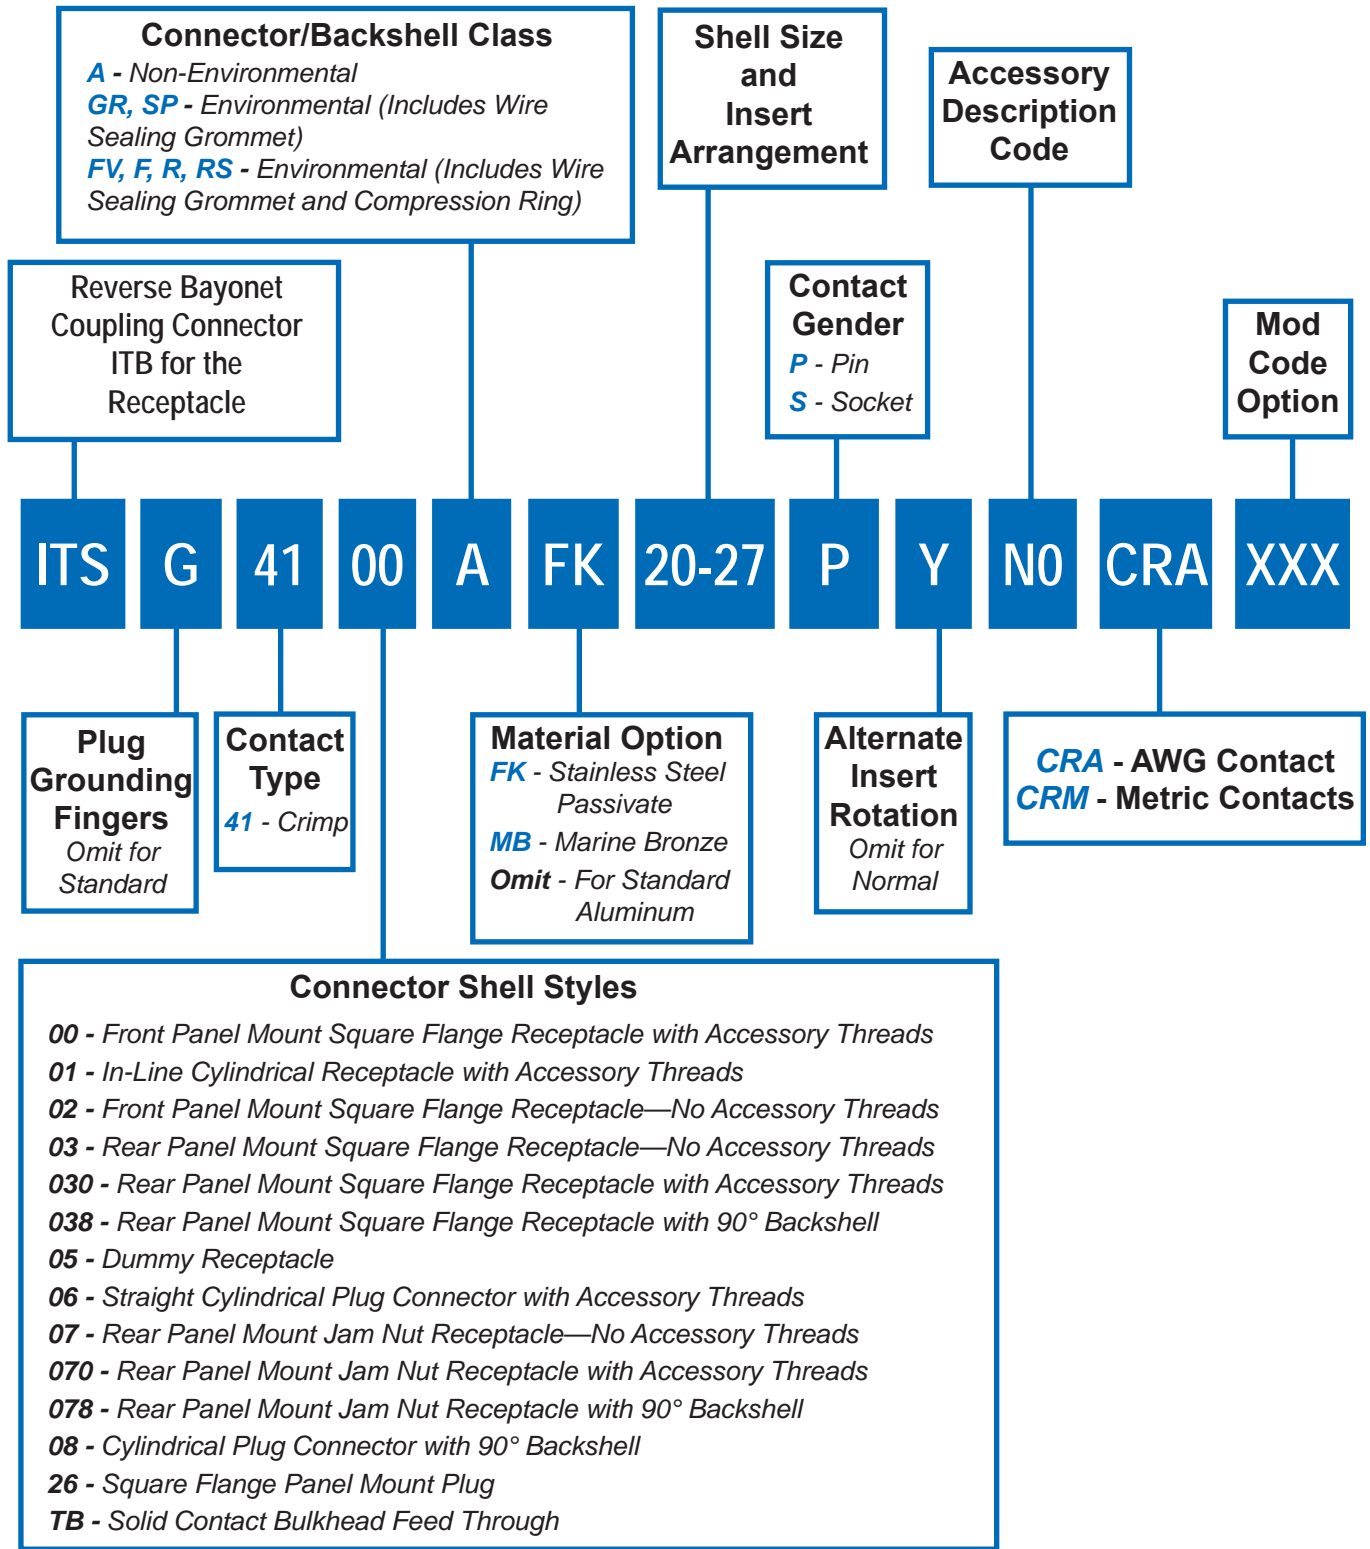 Connector/Backshell Class
A - Non-Environmental
GR, SP - Environmental (Includes Wire
Sealing Grommet)
FV, F, R, RS - Environmental (Includes Wire
Sealing Grommet and Compression Ring)
Shell Size
and
Insert
Arrangement
Accessory
Description
Code
Reverse Bayonet
Coupling Connector
ITB for the
Receptacle
Contact
Gender
P - Pin
S - Socket
Mod
Code
Option
ITS G 41 00 A FK 20-27 P Y N0 CRA XXX
Plug
Grounding
Fingers
Omit for
Standard
Contact
Type
41 - Crimp
Material Option
FK - Stainless Steel
Passivate
MB - Marine Bronze
Omit - For Standard
Aluminum
Alternate
Insert
Rotation
Omit for
Normal
CRA - AWG Contact
CRM - Metric Contacts
Connector Shell Styles
00 - Front Panel Mount Square Flange Receptacle with Accessory Threads
01 - In-Line Cylindrical Receptacle with Accessory Threads
02 - Front Panel Mount Square Flange Receptacle—No Accessory Threads
03 - Rear Panel Mount Square Flange Receptacle—No Accessory Threads
030 - Rear Panel Mount Square Flange Receptacle with Accessory Threads
038 - Rear Panel Mount Square Flange Receptacle with 90° Backshell
05 - Dummy Receptacle
06 - Straight Cylindrical Plug Connector with Accessory Threads
07 - Rear Panel Mount Jam Nut Receptacle—No Accessory Threads
070 - Rear Panel Mount Jam Nut Receptacle with Accessory Threads
078 - Rear Panel Mount Jam Nut Receptacle with 90° Backshell
08 - Cylindrical Plug Connector with 90° Backshell
26 - Square Flange Panel Mount Plug
TB - Solid Contact Bulkhead Feed Through